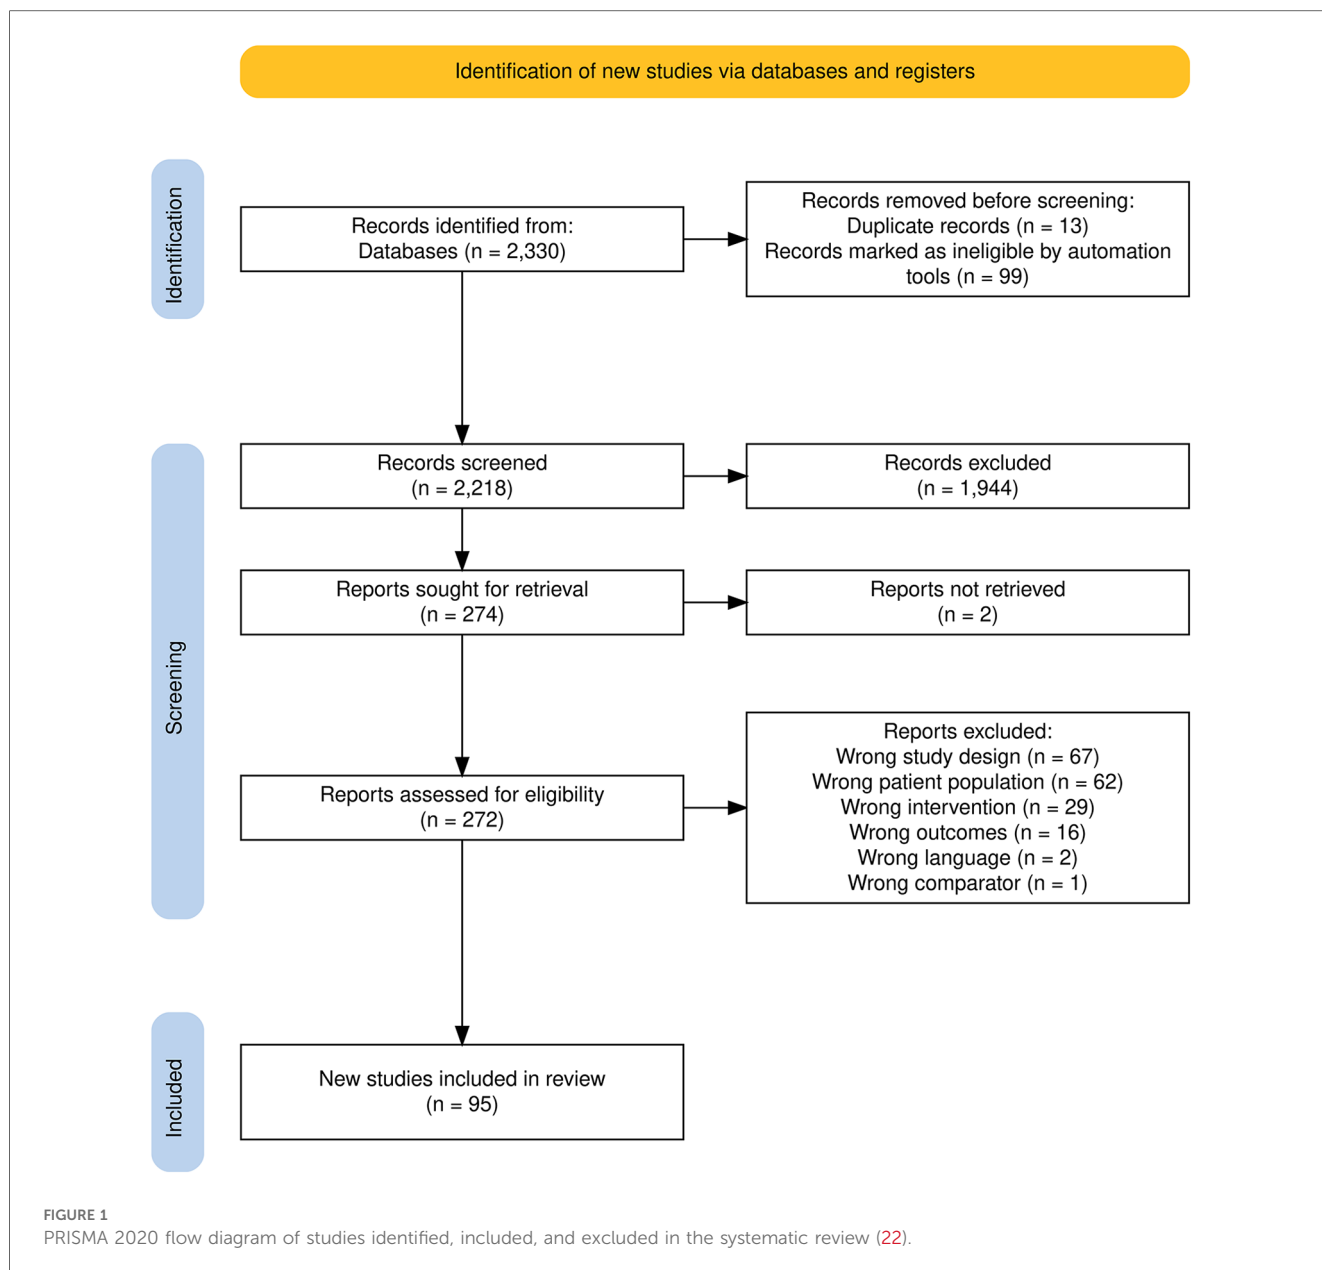 Identification of new studies via databases and registers
Identification
Records identified from:
Databases (n = 2,330)
Records removed before screening:
Duplicate records (n = 13)
Records marked as ineligible by automation
tools (n = 99)
Screening
Records screened
(n = 2,218)
Records excluded
(n = 1,944)
Reports sought for retrieval
(n = 274)
Reports not retrieved
(n = 2)
Reports assessed for eligibility
(n = 272)
Reports excluded:
Wrong study design (n = 67)
Wrong patient population (n = 62)
Wrong intervention (n = 29)
Wrong outcomes (n = 16)
Wrong language (n = 2)
Wrong comparator (n = 1)
Included
New studies included in review
(n = 95)
FIGURE 1
PRISMA 2020 flow diagram of studies identified, included, and excluded in the systematic review (22).